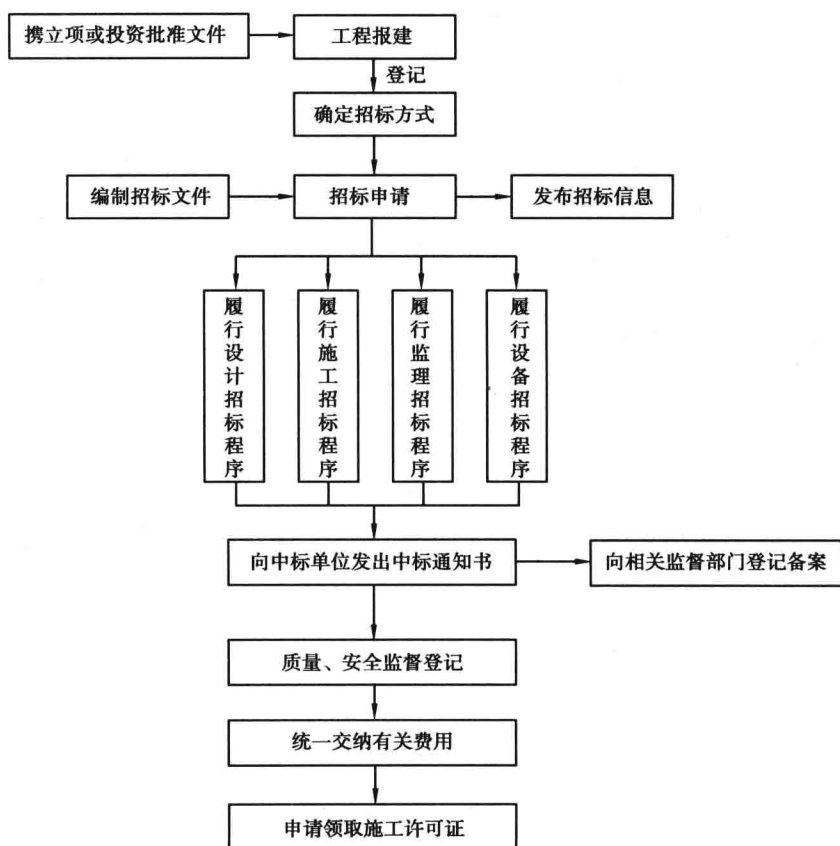 携立项或投资批准文件
工程报建
登记
确定招标方式
编制招标文件
招标申请
发布招标信息
履行设计招标程序
履行施工招标程序
履行监理招标程序
履行设备招标程序
向中标单位发出中标通知书
向相关监督部门登记备案
质量、安全监督登记
统一交纳有关费用
申请领取施工许可证